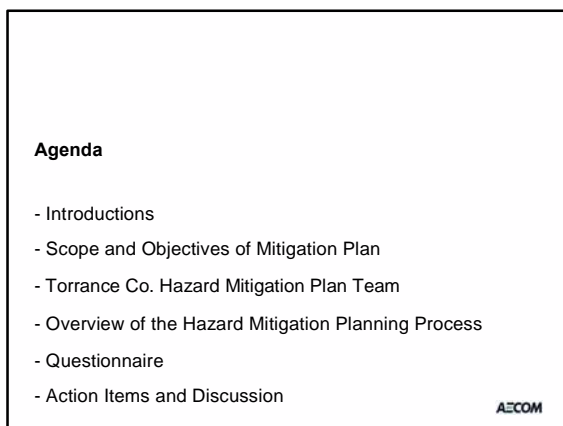 Agenda
- Introductions
- Scope and Objectives of Mitigation Plan
- Torrance Co. Hazard Mitigation Plan Team
- Overview of the Hazard Mitigation Planning Process
- Questionnaire
- Action Items and Discussion
AECOM